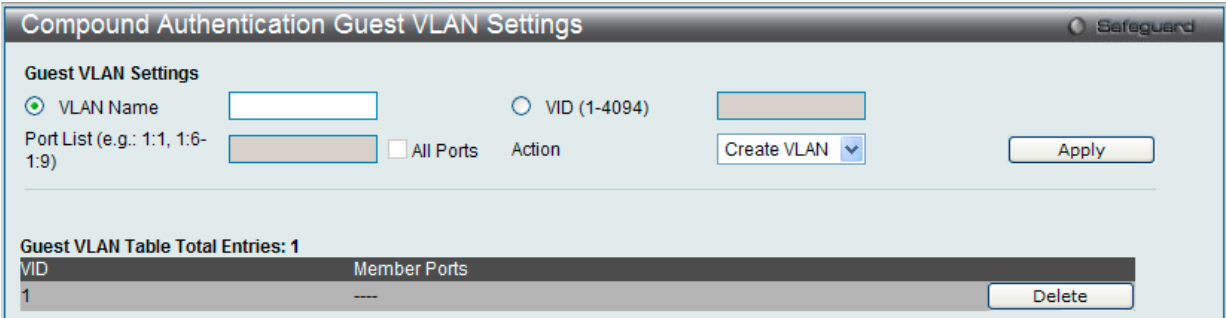 Compound Authentication Guest VLAN Settings
Safeguard
Guest VLAN Settings
VLAN Name
VID (1-4094)
Port List (e.g.: 1:1, 1:6-
1:9)
All Ports
Action
Create VLAN
Apply
Guest VLAN Table Total Entries: 1
VID Member Ports
1 ---- Delete